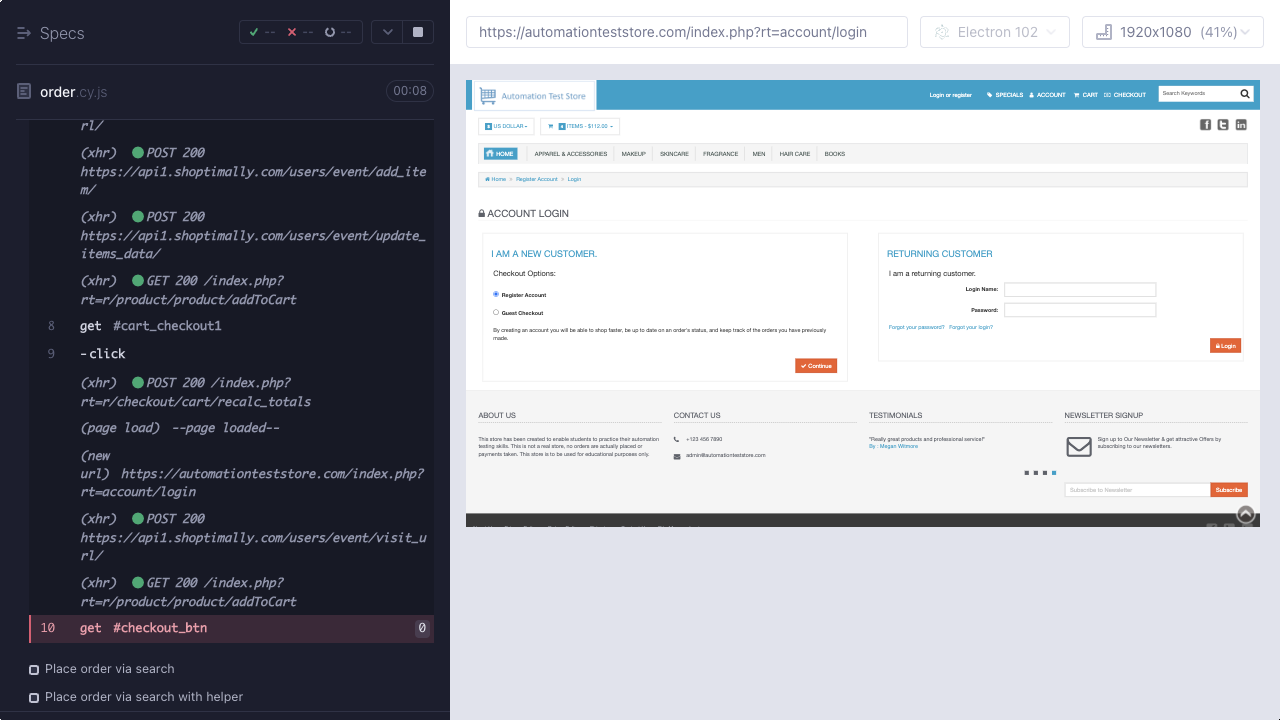 Specs
--
--
--
order.cy.js
00:08
rl/
(xhr) POST 200
https://api1.shoptimally.com/users/event/add_ite
m/
(xhr) POST 200
https://api1.shoptimally.com/users/event/update_
items_data/
(xhr) GET 200 /index.php?
rt=r/product/product/addToCart
8 get #cart_checkout1
9 -click
(xhr) POST 200 /index.php?
rt=r/checkout/cart/recalc_totals
(page load) --page loaded--
(new
url) https://automationteststore.com/index.php?
rt=account/login
(xhr) POST 200
https://api1.shoptimally.com/users/event/visit_u
rl/
(xhr) GET 200 /index.php?
rt=r/product/product/addToCart
10 get #checkout_btn 0
Place order via search
Place order via search with helper
https://automationteststore.com/index.php?rt=account/login
Electron 102
1920x1080 (41%)
Automation Test Store
Login or register
SPECIALS
ACCOUNT
CART
CHECKOUT
Search Keywords
US DOLLAR
ITEMS - $112.00
HOME
APPAREL & ACCESSORIES
MAKEUP
SKINCARE
FRAGRANCE
MEN
HAIR CARE
BOOKS
Home » Register Account » Login
ACCOUNT LOGIN
I AM A NEW CUSTOMER.
Checkout Options:
Register Account
Guest Checkout
By creating an account you will be able to shop faster, be up to date on an order's status, and keep track of the orders you have previously
made.
Continue
RETURNING CUSTOMER
I am a returning customer.
Login Name:
Password:
Forgot your password? Forgot your login?
Login
ABOUT US
This store has been created to enable students to practice their automation
testing skills. This is not a real store, no orders are actually placed or
payments taken. This store is to be used for educational purposes only.
CONTACT US
+123 456 7890
admin@automationteststore.com
TESTIMONIALS
"Really great products and professional service!"
By : Megan Witmore
NEWSLETTER SIGNUP
Sign up to Our Newsletter & get attractive Offers by
subscribing to our newsletters.
Subscribe to Newsletter
Subscribe